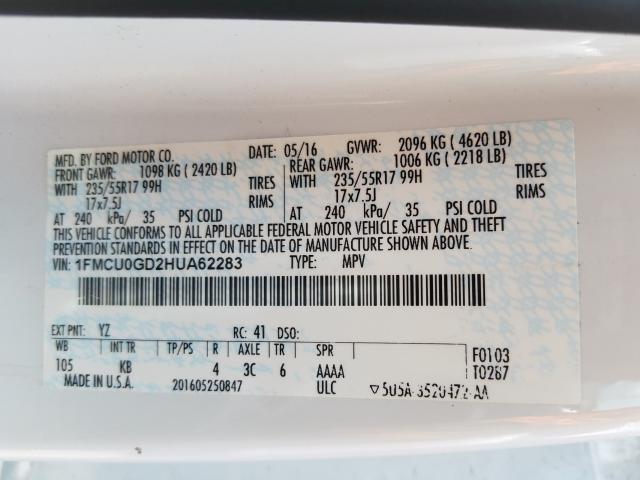 MFD. BY FORD MOTOR CO. DATE: 05/16 GVWR: 2096 KG ( 4620 LB)
FRONT GAWR: 1098 KG ( 2420 LB) REAR GAWR: 1006 KG ( 2218 LB)
WITH 235/55R17 99H TIRES WITH 235/55R17 99H TIRES
17x7.5J RIMS 17x7.5J RIMS
AT 240 kPa/ 35 PSI COLD AT 240 kPa/ 35 PSI COLD
THIS VEHICLE CONFORMS TO ALL APPLICABLE FEDERAL MOTOR VEHICLE SAFETY AND THEFT
PREVENTION STANDARDS IN EFFECT ON THE DATE OF MANUFACTURE SHOWN ABOVE.
VIN: 1FMCU0GD2HUA62283 TYPE: MPV
EXT PNT: YZ RC: 41 DSO:
WB INT TR TP/PS R AXLE TR SPR F0103
105 KB 4 3C 6 AAAA T0287
MADE IN U.S.A. 201605250847 ULC ▽5U5A-3520472-AA